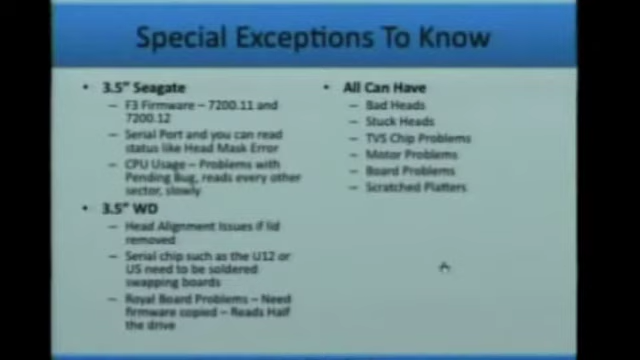 Special Exceptions To Know
• 3.5" Seagate
– F3 Firmware – 7200.11 and
7200.12
– Serial Port and you can read
status like Head Mask Error
– CPU Usage – Problems with
Pending Bug, reads every other
sector, slowly
• 3.5" WD
– Head Alignment Issues if lid
removed
– Serial chip such as the U12 or
U5 need to be soldered
swapping boards
– Royal Board Problems – Need
firmware copied – Reads Half
the drive
• All Can Have
– Bad Heads
– Stuck Heads
– TVS Chip Problems
– Motor Problems
– Board Problems
– Scratched Platters